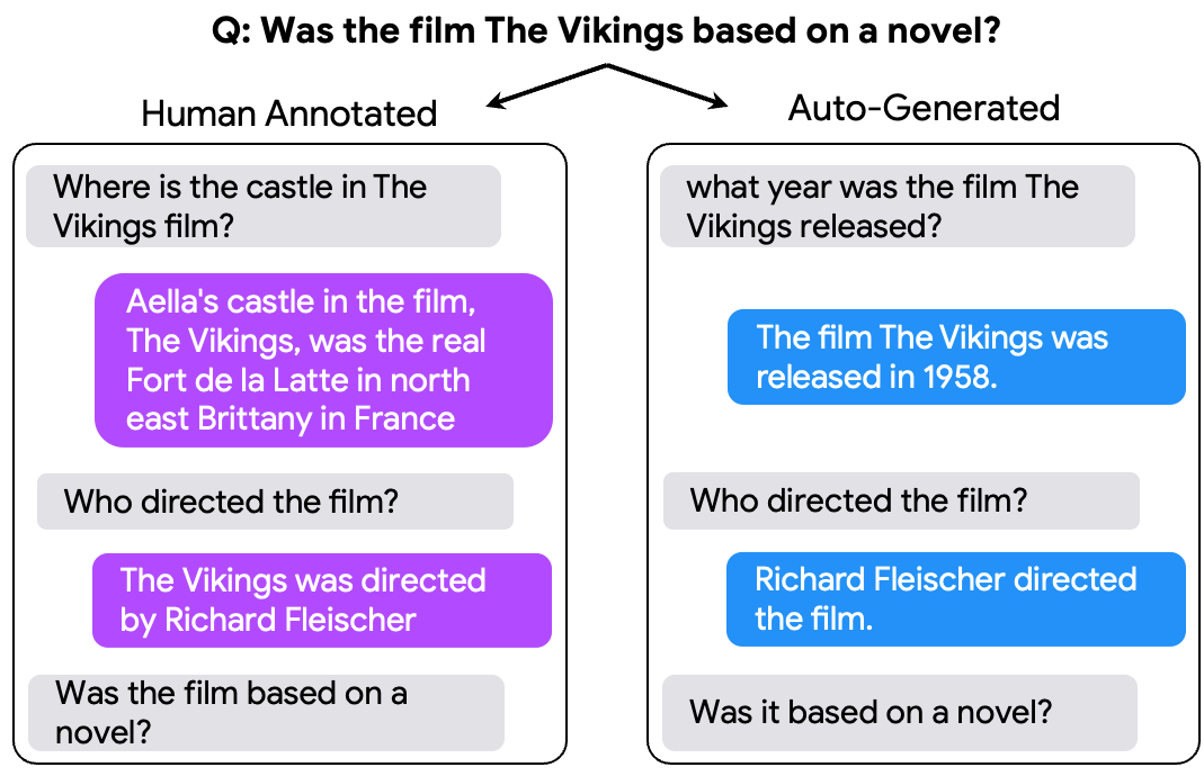 Q: Was the film The Vikings based on a novel?
Human Annotated
Where is the castle in The
Vikings film?
Aella's castle in the film,
The Vikings, was the real
Fort de la Latte in north
east Brittany in France
Who directed the film?
The Vikings was directed
by Richard Fleischer
Was the film based on a
novel?
Auto-Generated
what year was the film The
Vikings released?
The film The Vikings was
released in 1958.
Who directed the film?
Richard Fleischer directed
the film.
Was it based on a novel?